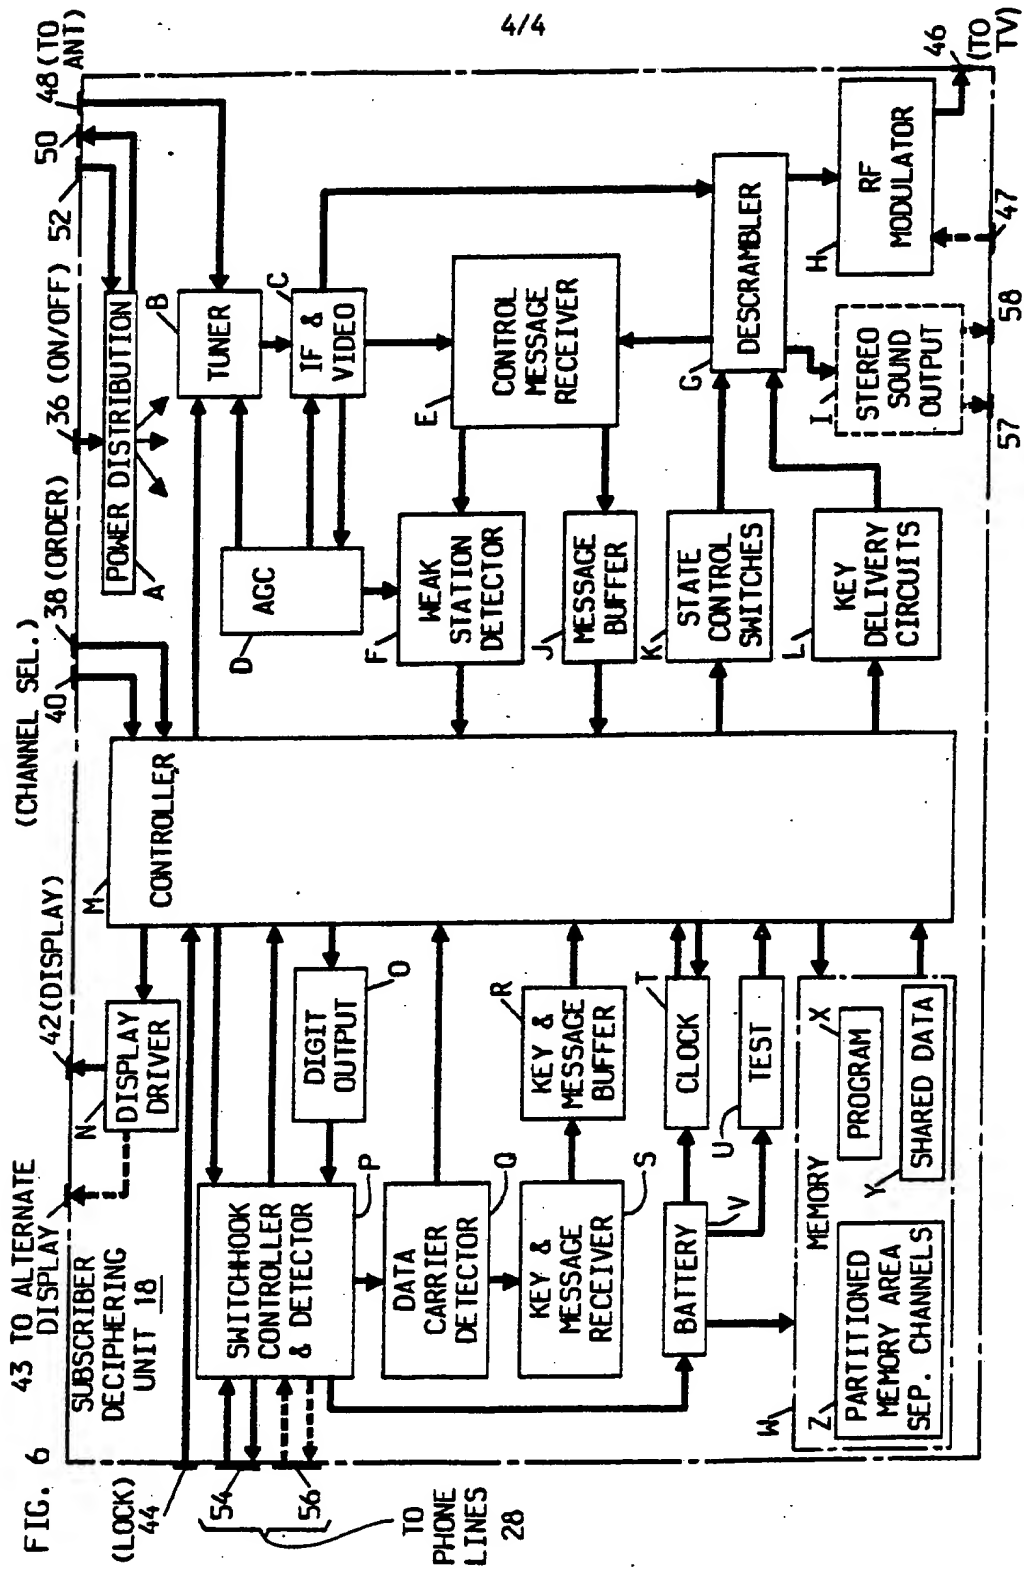 4/4
FIG. 6
43 TO ALTERNATE
DISPLAY
42(DISPLAY)
(CHANNEL SEL.)
40
38(ORDER)
36(ON/OFF)
52
50
48(TO
ANT)
SUBSCRIBER
DECIPHERING
UNIT 18
(LOCK)
44
54
56
TO
PHONE
LINES
28
N
DISPLAY
DRIVER
M
CONTROLLER
A
POWER DISTRIBUTION
B
TUNER
C
IF &
VIDEO
D
AGC
E
CONTROL
MESSAGE
RECEIVER
F
WEAK
STATION
DETECTOR
G
DESCRAMBLER
H
RF
MODULATOR
46
(TO
TV)
47
I
STEREO
SOUND
OUTPUT
57
58
J
MESSAGE
BUFFER
K
STATE
CONTROL
SWITCHES
L
KEY
DELIVERY
CIRCUITS
O
DIGIT
OUTPUT
P
SWITCHHOOK
CONTROLLER
& DETECTOR
Q
DATA
CARRIER
DETECTOR
R
KEY &
MESSAGE
BUFFER
S
KEY &
MESSAGE
RECEIVER
T
CLOCK
U
TEST
V
BATTERY
W
MEMORY
X
PROGRAM
Y
SHARED DATA
Z
PARTITIONED
MEMORY AREA
SEP. CHANNELS